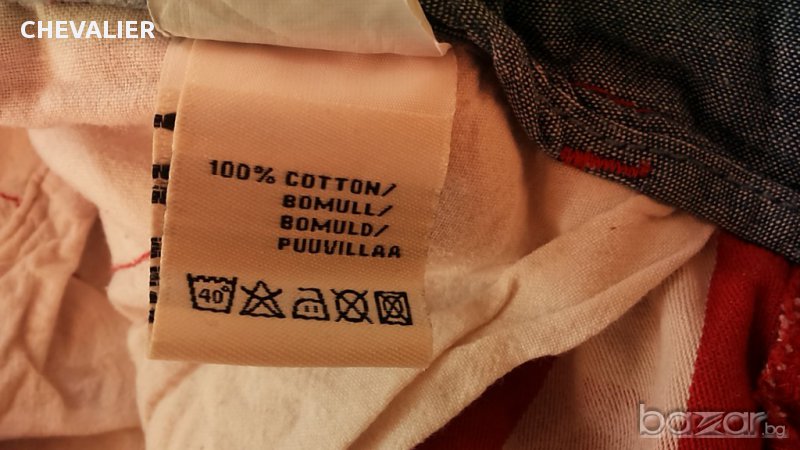 CHEVALIER
100% COTTON/
BOMULL/
BOMULD/
PUUVILLAA
40°
bazar.bg